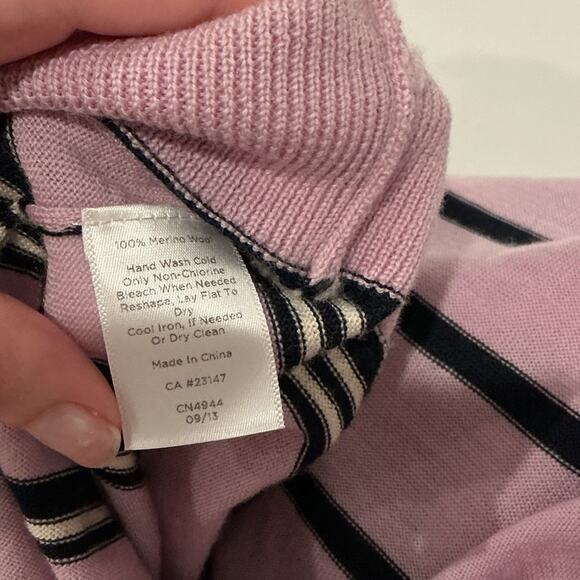 100% Merino Wool
Hand Wash Cold
Only Non-Chlorine
Bleach When Needed
Reshape, Lay Flat To
Dry
Cool Iron, If Needed
Or Dry Clean
Made in China
CA #23147
CN4944
09/13